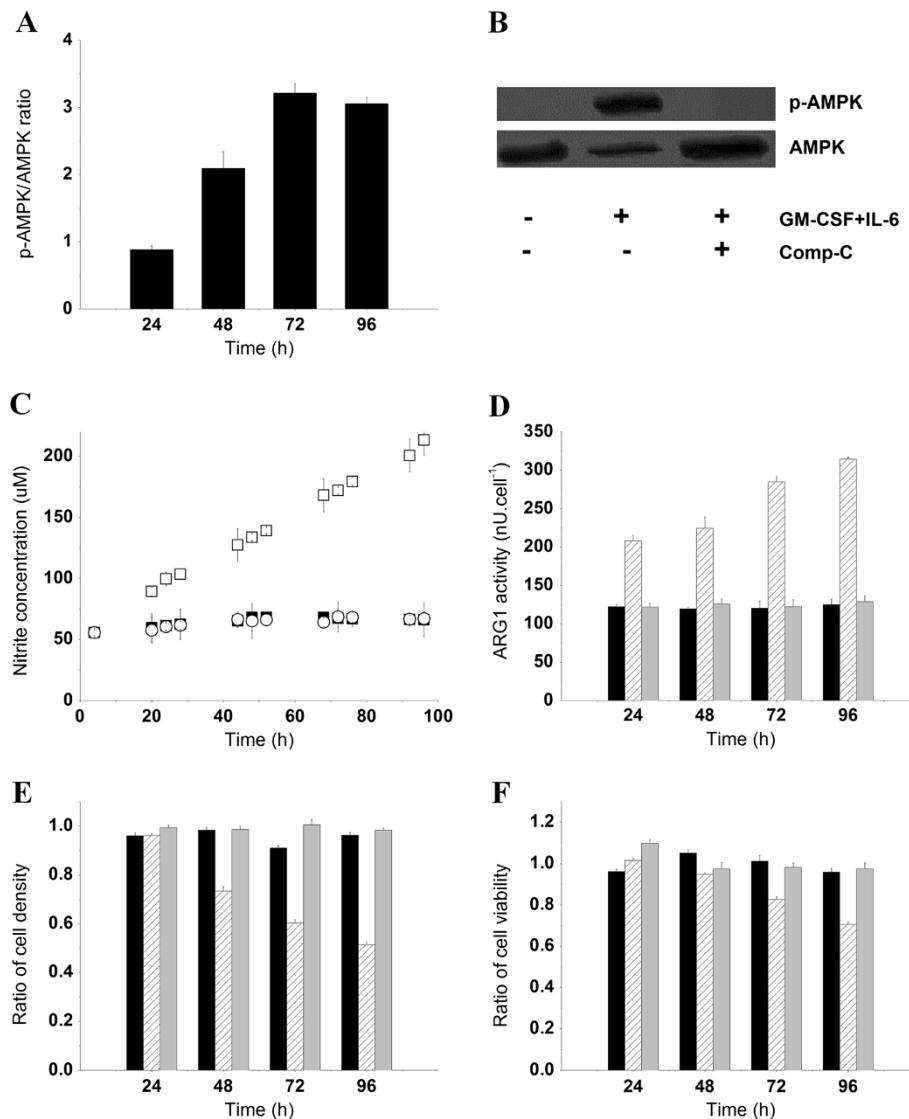 A
p-AMPK/AMPK ratio
4
3
2
1
0
24 48 72 96
Time (h)
B
p-AMPK
AMPK
- + + GM-CSF+IL-6
- - + Comp-C
C
Nitrite concentration (uM)
200
150
100
50
0
0 20 40 60 80 100
Time (h)
D
ARG1 activity (nU.cell⁻¹)
350
300
250
200
150
100
50
0
24 48 72 96
Time (h)
E
Ratio of cell density
1.0
0.8
0.6
0.4
0.2
0.0
24 48 72 96
Time (h)
F
Ratio of cell viability
1.2
1.0
0.8
0.6
0.4
0.2
0.0
24 48 72 96
Time (h)